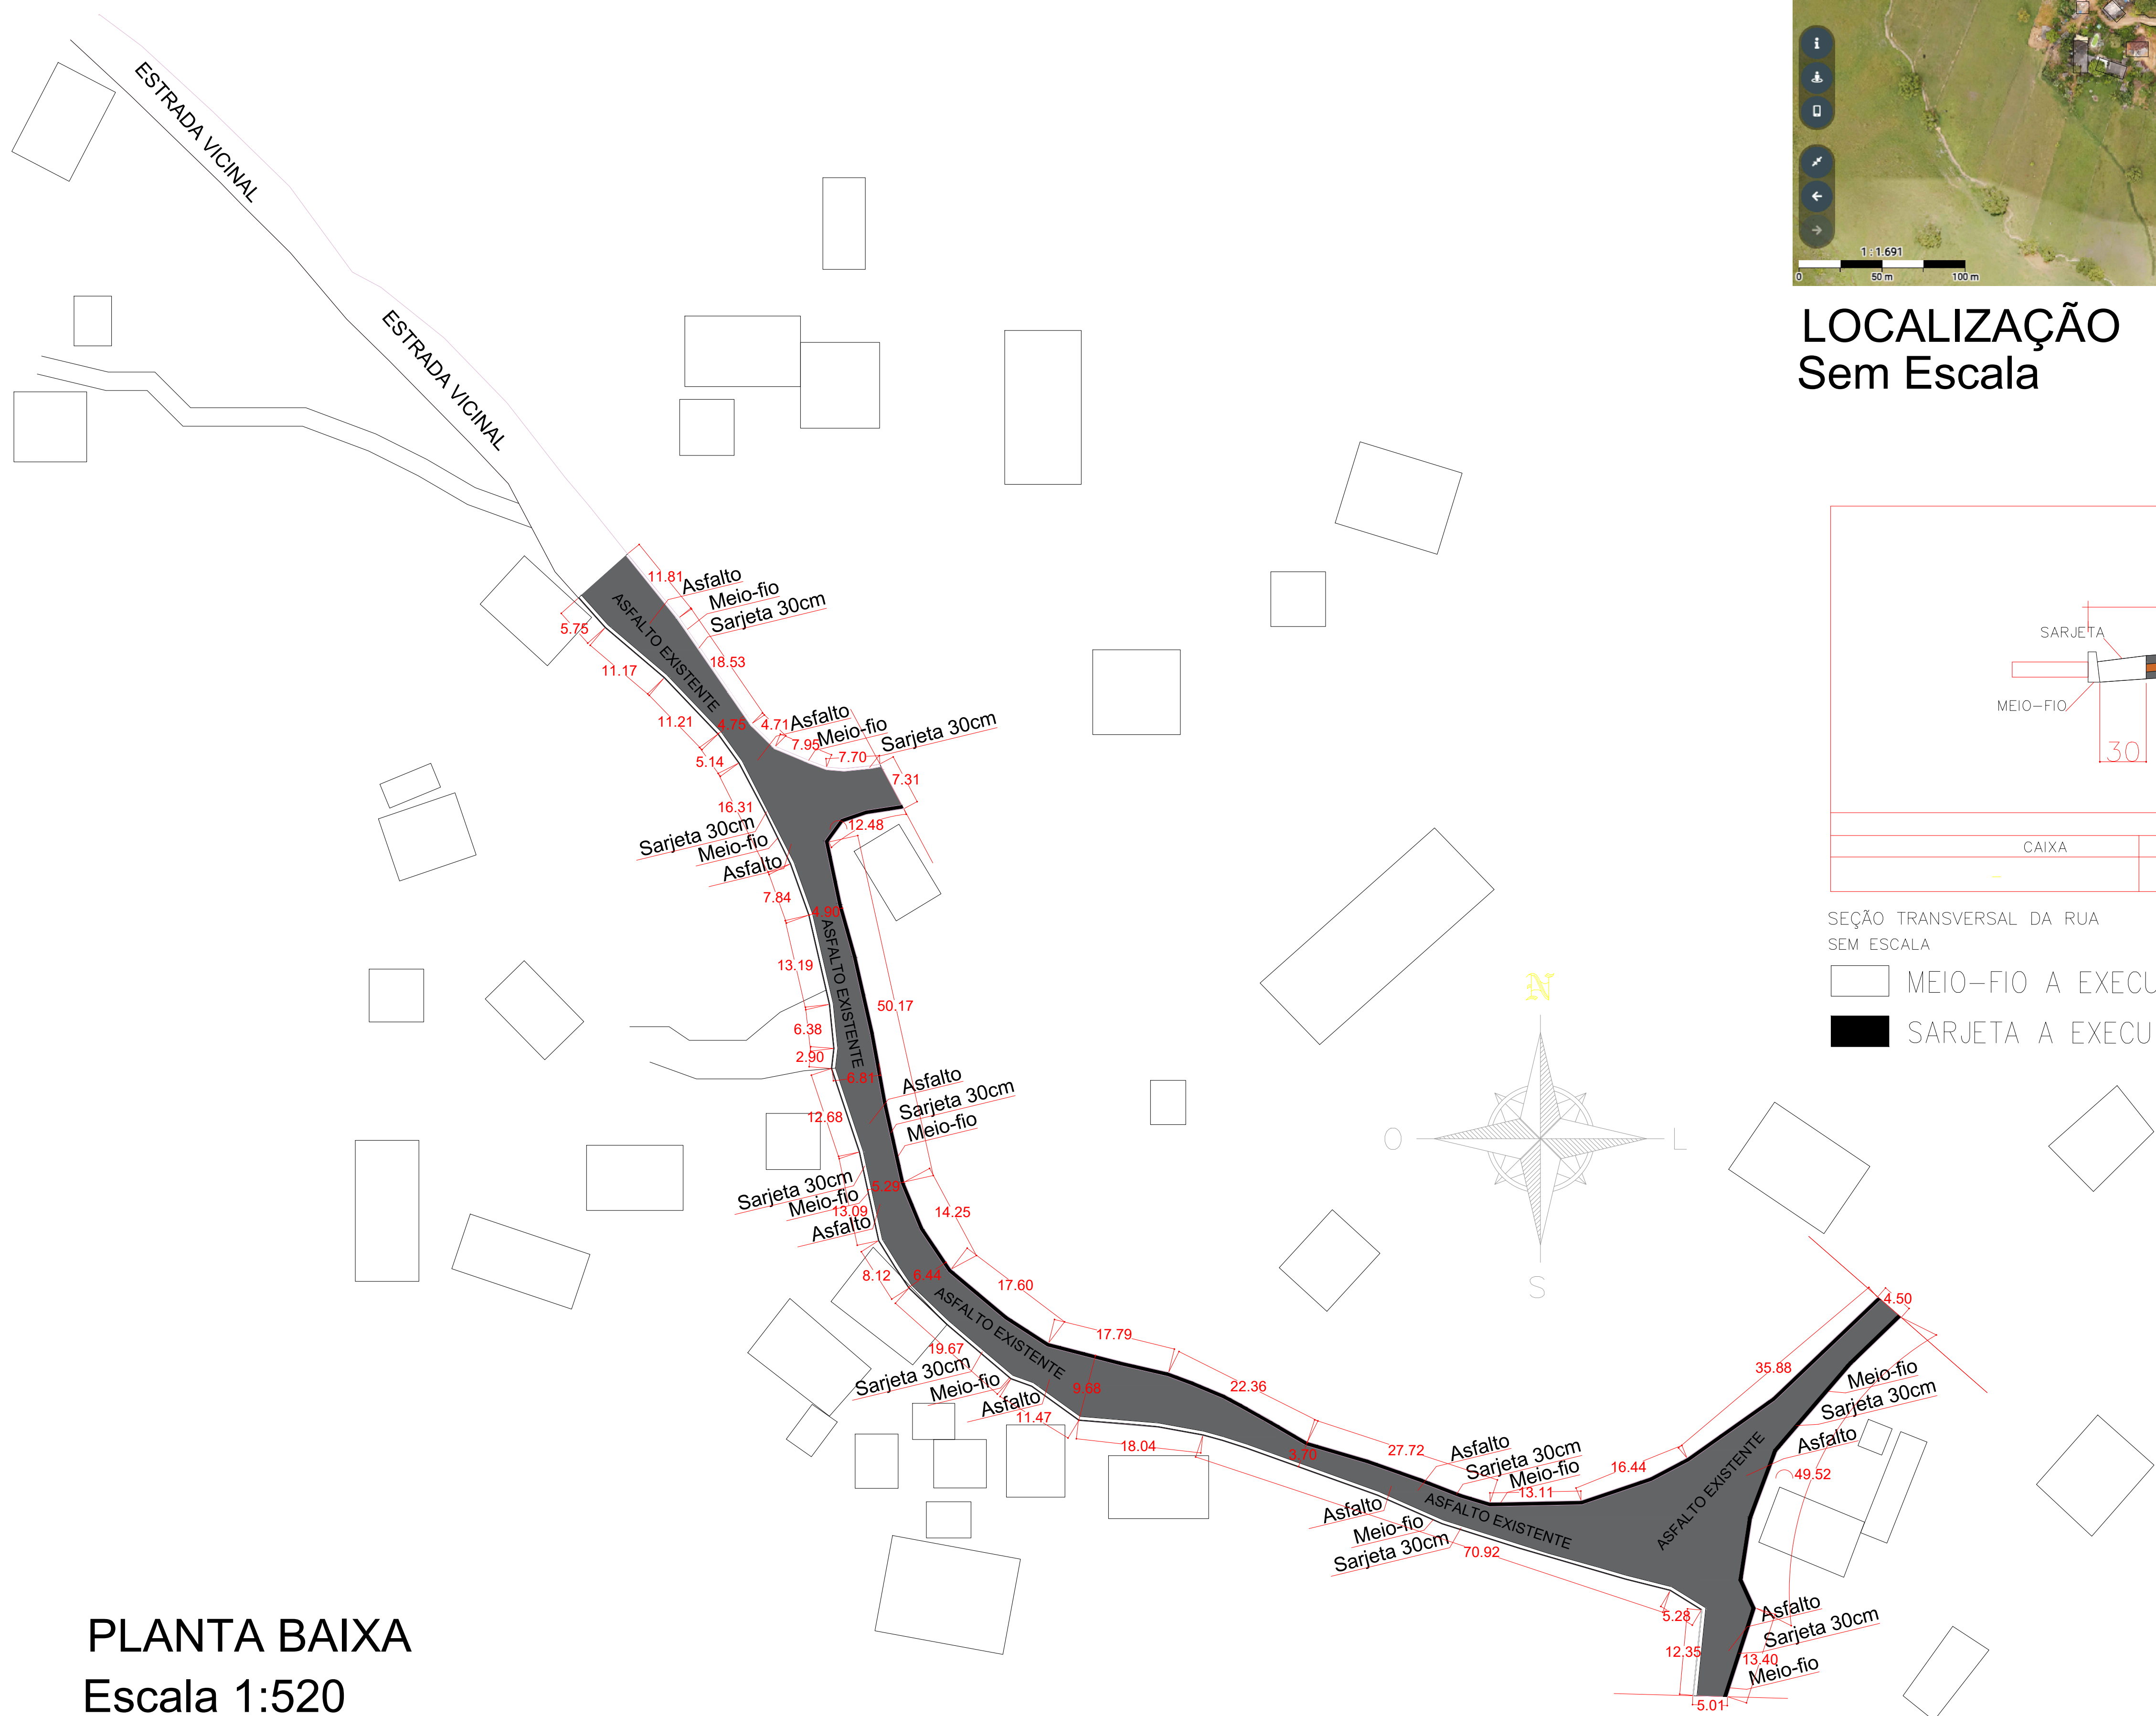 ESTRADA VICINAL
ESTRADA VICINAL
1 : 1.691
0 50 m 100 m
LOCALIZAÇÃO
Sem Escala
11.81
Asfalto
Meio-fio
Sarjeta 30cm
5.75
ASFALTO EXISTENTE
18.53
11.17
11.21
4.75
4.71
Asfalto
Meio-fio
Sarjeta 30cm
7.95
7.70
5.14
7.31
16.31
12.48
Sarjeta 30cm
Meio-fio
Asfalto
7.84
4.90
ASFALTO EXISTENTE
13.19
50.17
6.38
2.90
6.81
Asfalto
Sarjeta 30cm
Meio-fio
12.68
Sarjeta 30cm
Meio-fio
Asfalto
5.29
13.09
14.25
8.12
6.44
17.60
ASFALTO EXISTENTE
19.67
17.79
Sarjeta 30cm
Meio-fio
Asfalto
9.68
22.36
11.47
18.04
3.70
27.72
Asfalto
Sarjeta 30cm
Meio-fio
13.11
16.44
35.88
4.50
Meio-fio
Sarjeta 30cm
Asfalto
49.52
ASFALTO EXISTENTE
ASFALTO EXISTENTE
Asfalto
Meio-fio
Sarjeta 30cm
70.92
5.28
12.35
Asfalto
Sarjeta 30cm
13.40
Meio-fio
5.01
SARJETA
MEIO-FIO
30
CAIXA
-
SEÇÃO TRANSVERSAL DA RUA
SEM ESCALA
MEIO-FIO A EXECU
SARJETA A EXECU
N
O
L
S
PLANTA BAIXA
Escala 1:520